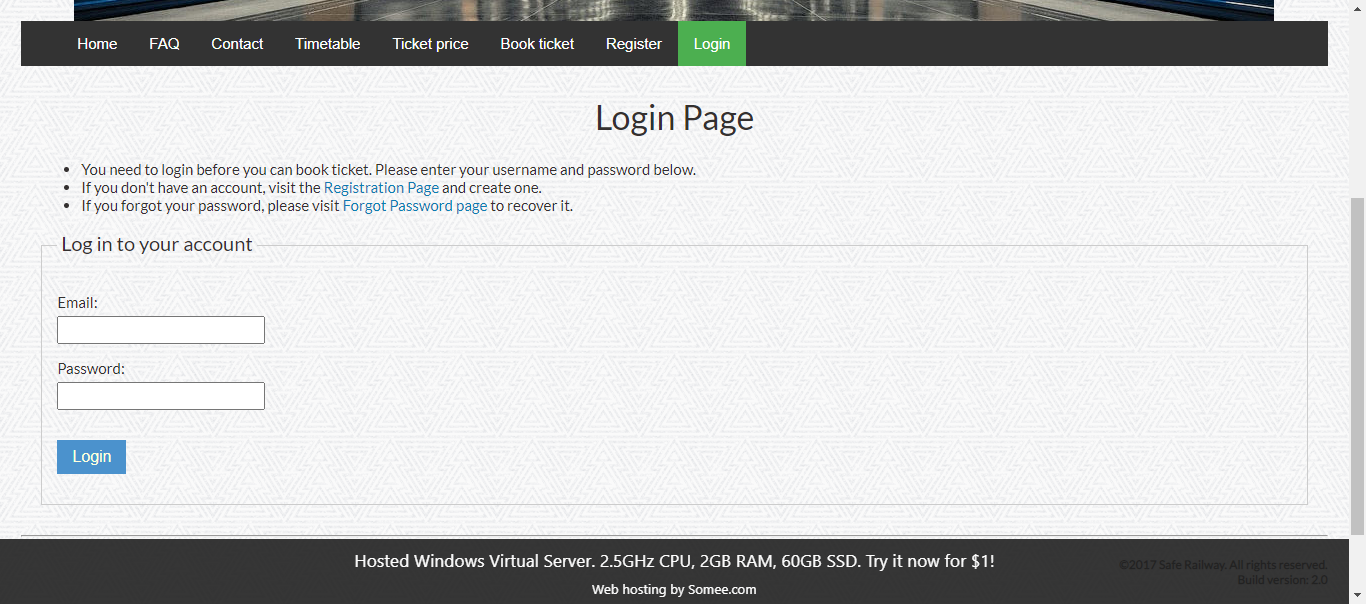 Home FAQ Contact Timetable Ticket price Book ticket Register Login
Login Page
You need to login before you can book ticket. Please enter your username and password below.
If you don't have an account, visit the Registration Page and create one.
If you forgot your password, please visit Forgot Password page to recover it.
Log in to your account
Email:
Password:
Login
Hosted Windows Virtual Server. 2.5GHz CPU, 2GB RAM, 60GB SSD. Try it now for $1!
Web hosting by Somee.com
©2017 Safe Railway. All rights reserved.
Build version: 2.0